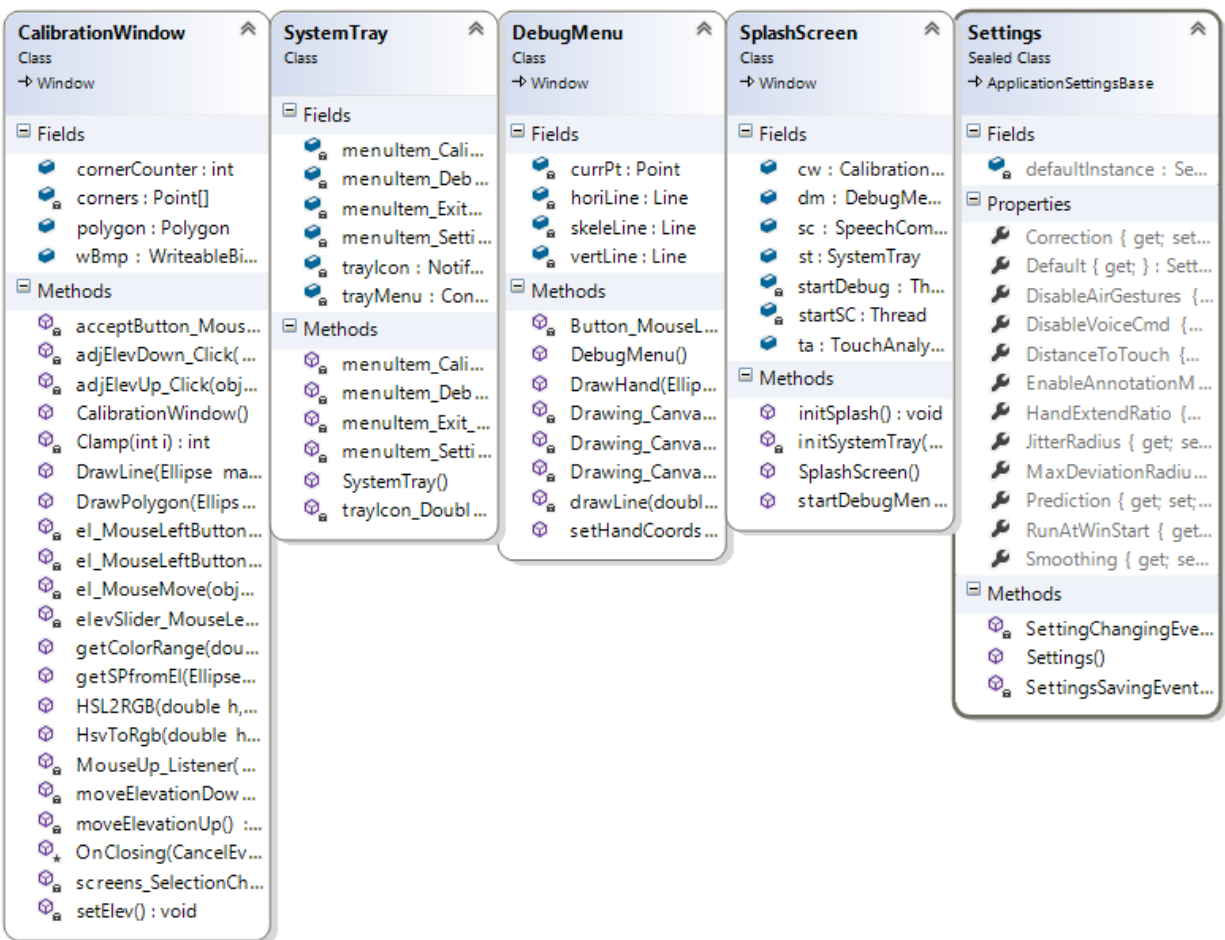 CalibrationWindow
Class
Window
Fields
cornerCounter : int
corners : Point[]
polygon : Polygon
wBmp : WriteableBi...
Methods
acceptButton_Mous...
adjElevDown_Click( ...
adjElevUp_Click(obj...
CalibrationWindow()
Clamp(int i) : int
DrawLine(Ellipse ma...
DrawPolygon(Ellips...
el_MouseLeftButton...
el_MouseLeftButton...
el_MouseMove(obj...
elevSlider_MouseLe...
getColorRange(dou...
getSPfromEl(Ellipse...
HSL2RGB(double h,...
HsvToRgb(double h...
MouseUp_Listener( ...
moveElevationDow ...
moveElevationUp() :...
OnClosing(CancelEv...
screens_SelectionCh...
setElev() : void
SystemTray
Class
Fields
menuItem_Cali...
menuItem_Deb ...
menuItem_Exit...
menuItem_Setti ...
trayIcon : Notif...
trayMenu : Con...
Methods
menuItem_Cali...
menuItem_Deb ...
menuItem_Exit_...
menuItem_Setti ...
SystemTray()
trayIcon_Doubl ...
DebugMenu
Class
Window
Fields
currPt : Point
horiLine : Line
skeleLine : Line
vertLine : Line
Methods
Button_MouseL...
DebugMenu()
DrawHand(Ellip...
Drawing_Canva...
Drawing_Canva...
Drawing_Canva...
drawLine(doubl...
setHandCoords ...
SplashScreen
Class
Window
Fields
cw : Calibration...
dm : DebugMe...
sc : SpeechCom...
st : SystemTray
startDebug : Th...
startSC : Thread
ta : TouchAnaly...
Methods
initSplash() : void
initSystemTray(...
SplashScreen()
startDebugMen ...
Settings
Sealed Class
ApplicationSettingsBase
Fields
defaultInstance : Se...
Properties
Correction { get; set...
Default { get; } : Sett...
DisableAirGestures {...
DisableVoiceCmd {...
DistanceToTouch {...
EnableAnnotationM ...
HandExtendRatio {...
JitterRadius { get; se...
MaxDeviationRadiu...
Prediction { get; set;...
RunAtWinStart { get...
Smoothing { get; se...
Methods
SettingChangingEve...
Settings()
SettingsSavingEvent...